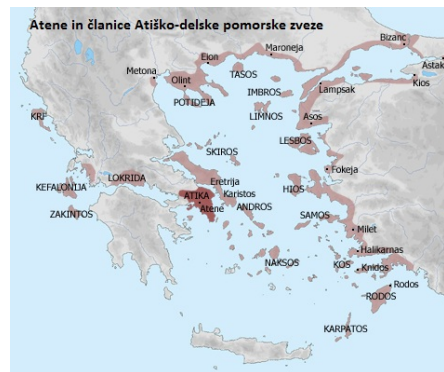 Atene in članice Atiško-delske pomorske zveze
Bizanc
Maroneja
Eion
Metona
TASOS
Astak
Olint
Kios
Lampsak
IMBROS
POTIDEJA
LIMNOS
Asos
KRF
LESBOS
SKIROS
Fokeja
LOKRIDA
Eretrija
KEFALONIJA
ATIKA
Karistos
HIOS
Atene
ANDROS
ZAKINTOS
SAMOS
Milet
Halikarnas
NAKSOS
KOS
Knidos
Rodos
RODOS
KARPATOS